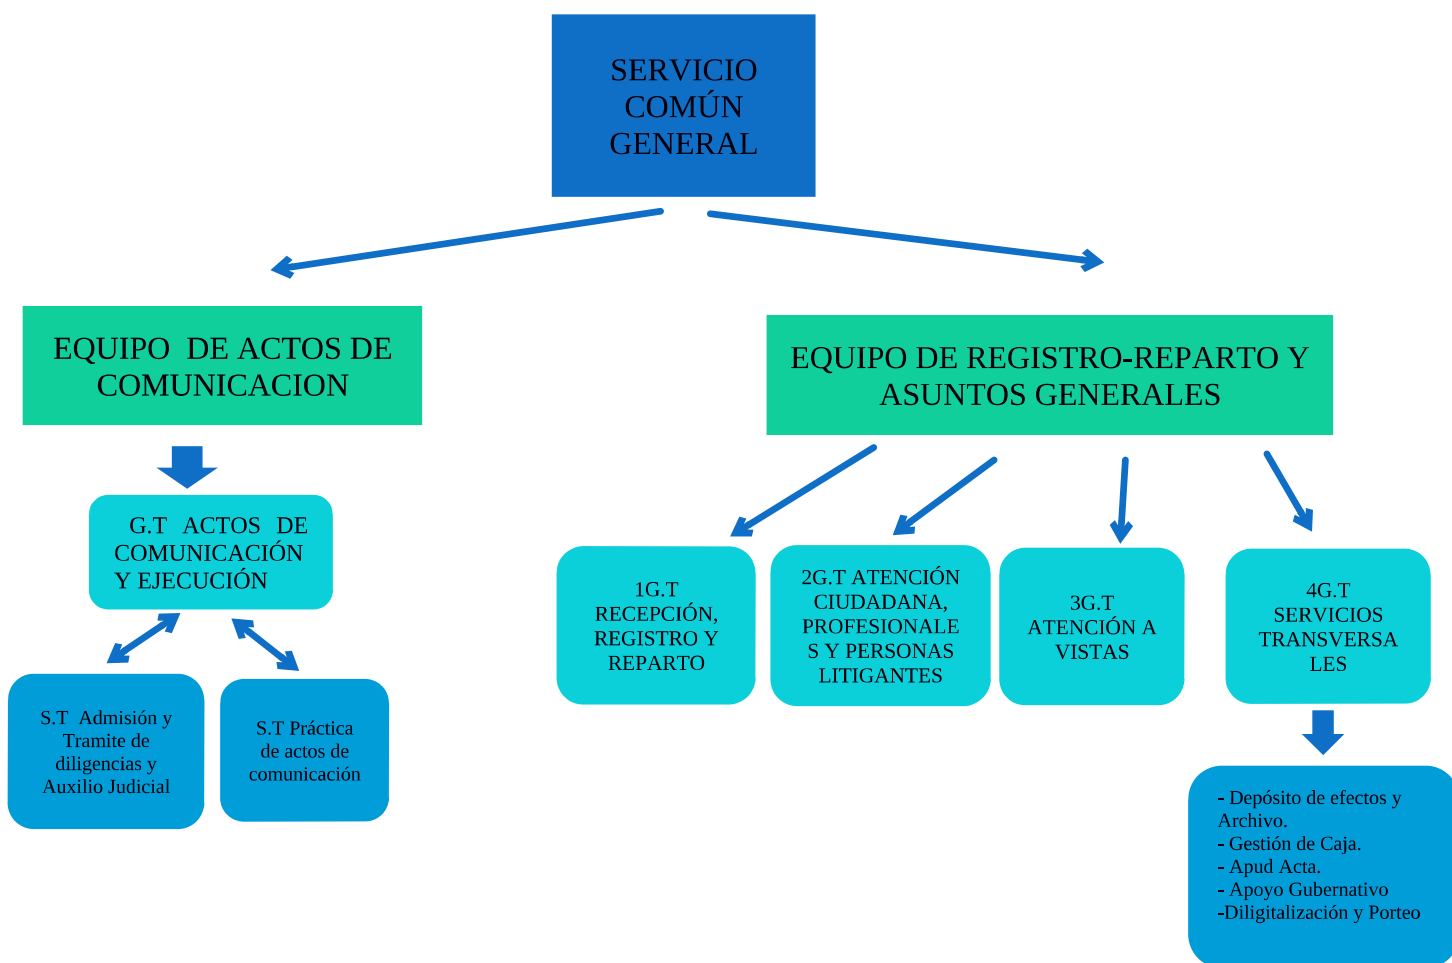 SERVICIO
COMÚN
GENERAL
EQUIPO DE ACTOS DE
COMUNICACION
EQUIPO DE REGISTRO-REPARTO Y
ASUNTOS GENERALES
G.T ACTOS DE
COMUNICACIÓN
Y EJECUCIÓN
S.T Admisión y
Tramite de
diligencias y
Auxilio Judicial
S.T Práctica
de actos de
comunicación
1G.T
RECEPCIÓN,
REGISTRO Y
REPARTO
2G.T ATENCIÓN
CIUDADANA,
PROFESIONALE
S Y PERSONAS
LITIGANTES
3G.T
ATENCIÓN A
VISTAS
4G.T
SERVICIOS
TRANSVERSA
LES
- Depósito de efectos y
Archivo.
- Gestión de Caja.
- Apud Acta.
- Apoyo Gubernativo
-Diligitalización y Porteo